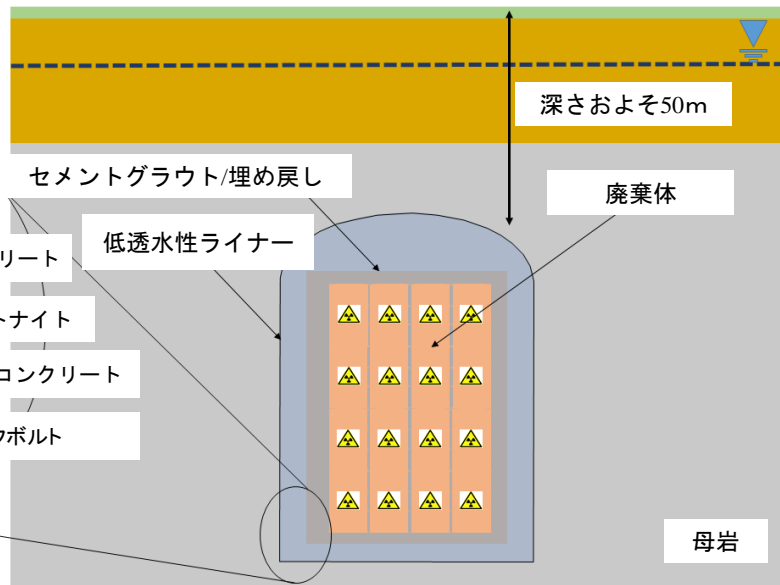 深さおよそ50m
セメントグラウト/埋め戻し
廃棄体
低透水性ライナー
リート
トナイト
コンクリート
ボルト
母岩